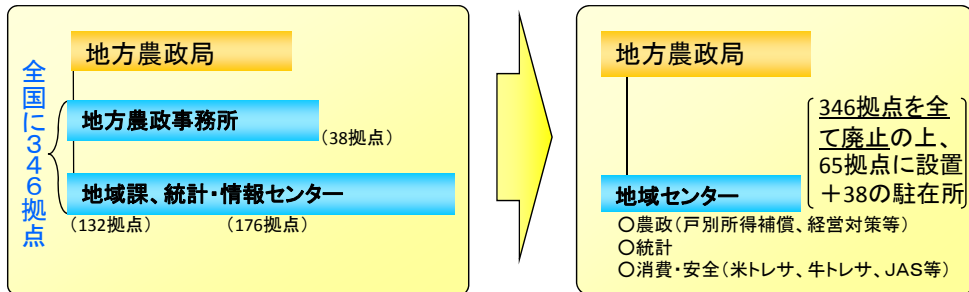 全国に346拠点
地方農政局
地方農政事務所
(38拠点)
地域課、統計・情報センター
(132拠点) (176拠点)
地方農政局
346拠点を全
て廃止の上、
65拠点に設置
+38の駐在所
地域センター
○農政(戸別所得補償、経営対策等)
○統計
○消費・安全(米トレサ、牛トレサ、JAS等)